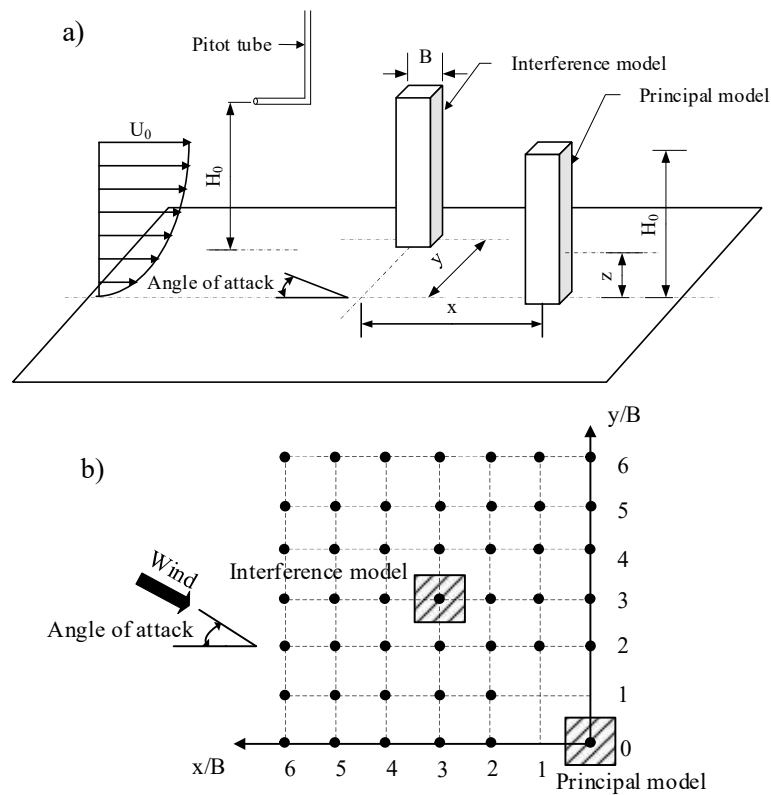 a)
Pitot tube
B
Interference model
Principal model
U0
H0
H0
Angle of attack
y
z
x
y/B
b)
6
5
4
Wind
Interference model
3
Angle of attack
2
1
0
x/B
6 5 4 3 2 1
Principal model